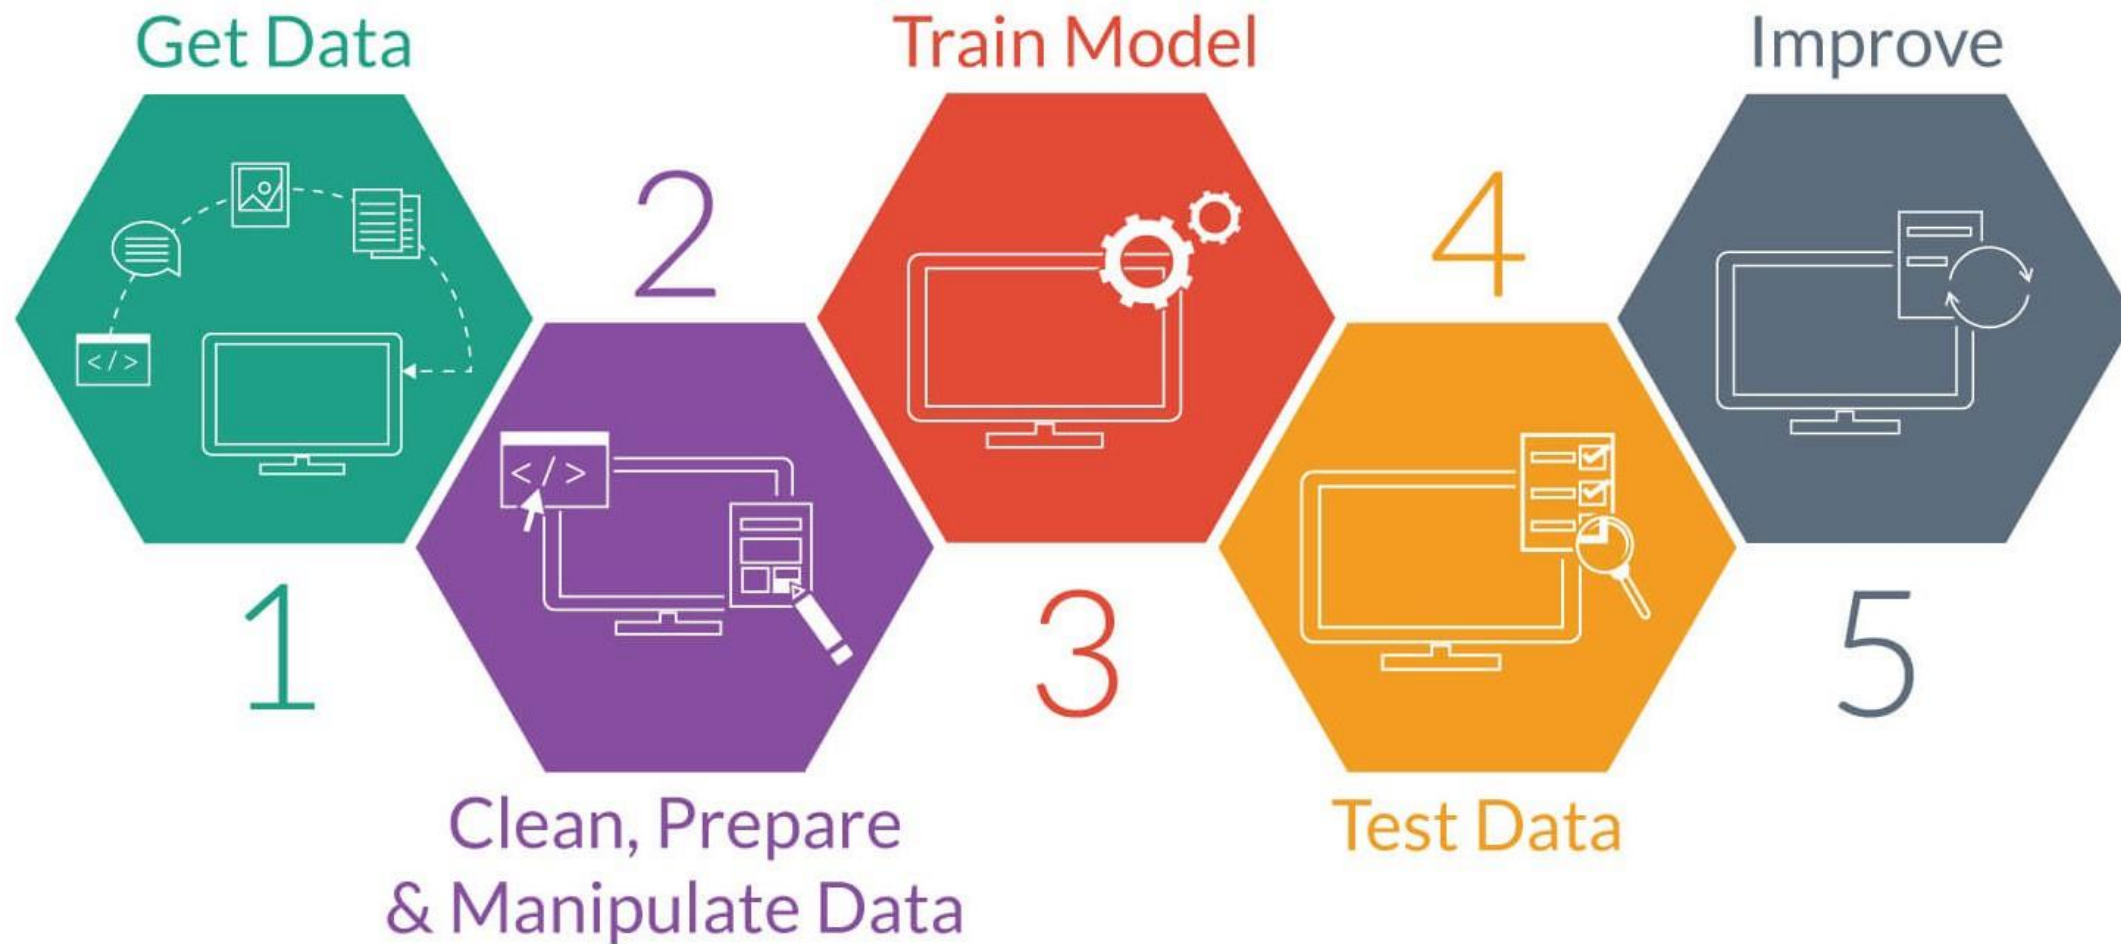 Get Data
1
2
Clean, Prepare
& Manipulate Data
Train Model
3
4
Test Data
Improve
5
</>
</>